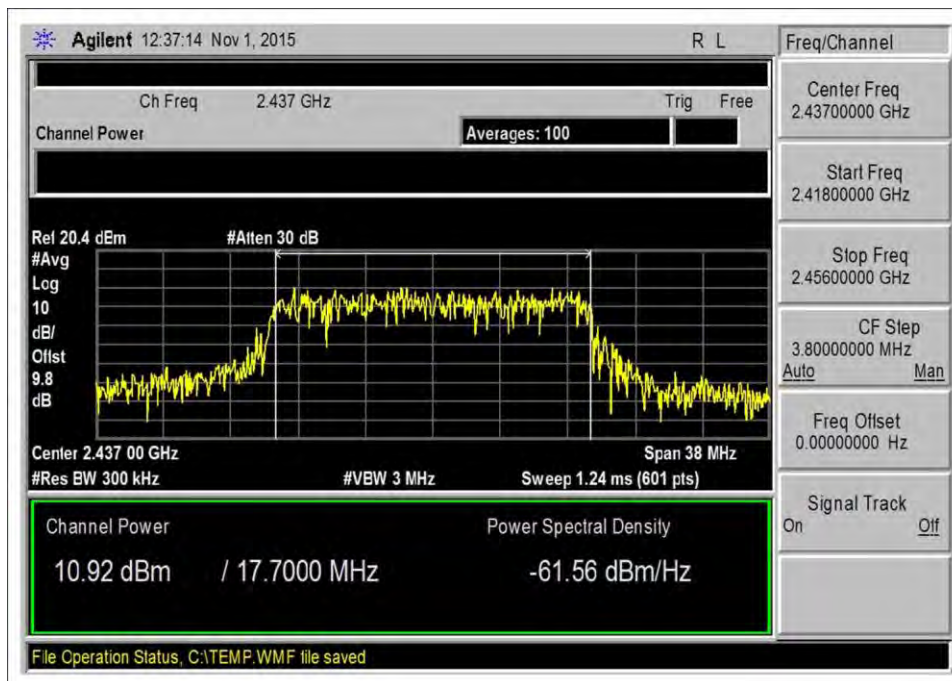 Agilent 12:37:14 Nov 1, 2015 R L
Freq/Channel
Ch Freq 2.437 GHz Trig Free
Channel Power Averages: 100
Center Freq
2.43700000 GHz
Start Freq
2.41800000 GHz
Stop Freq
2.45600000 GHz
CF Step
3.80000000 MHz
Auto Man
Freq Offset
0.00000000 Hz
Signal Track
On Off
Ref 20.4 dBm #Atten 30 dB
#Avg
Log
10
dB/
Offst
9.8
dB
Center 2.437 00 GHz Span 38 MHz
#Res BW 300 kHz #VBW 3 MHz Sweep 1.24 ms (601 pts)
Channel Power Power Spectral Density
10.92 dBm / 17.7000 MHz -61.56 dBm/Hz
File Operation Status, C:\TEMP.WMF file saved